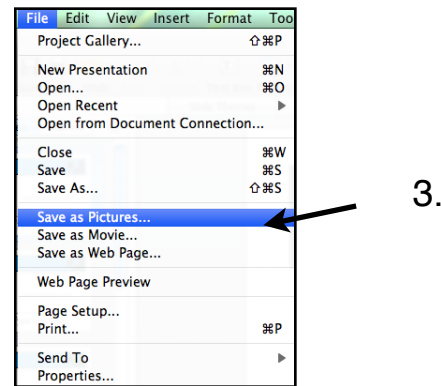 File Edit View Insert Format Too
Project Gallery... ⇧⌘P
New Presentation ⌘N
Open... ⌘O
Open Recent ▶
Open from Document Connection...
Close ⌘W
Save ⌘S
Save As... ⇧⌘S
Save as Pictures...
3.
Save as Movie...
Save as Web Page...
Web Page Preview
Page Setup...
Print... ⌘P
Send To ▶
Properties...